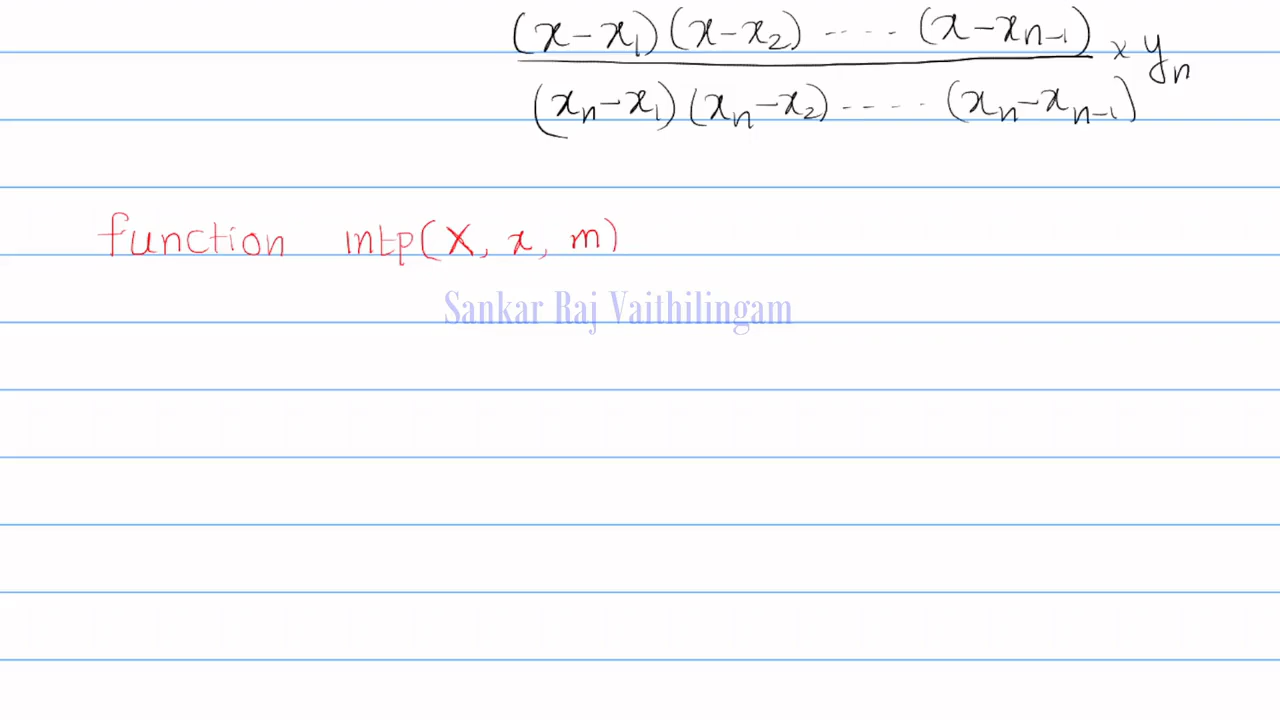 (x-x₁)(x-x₂) ---- (x-xₙ₋₁)
× yₙ
(xₙ-x₁)(xₙ-x₂) ----- (xₙ-xₙ₋₁)
function intp(X, x, m)
Sankar Raj Vaithilingam